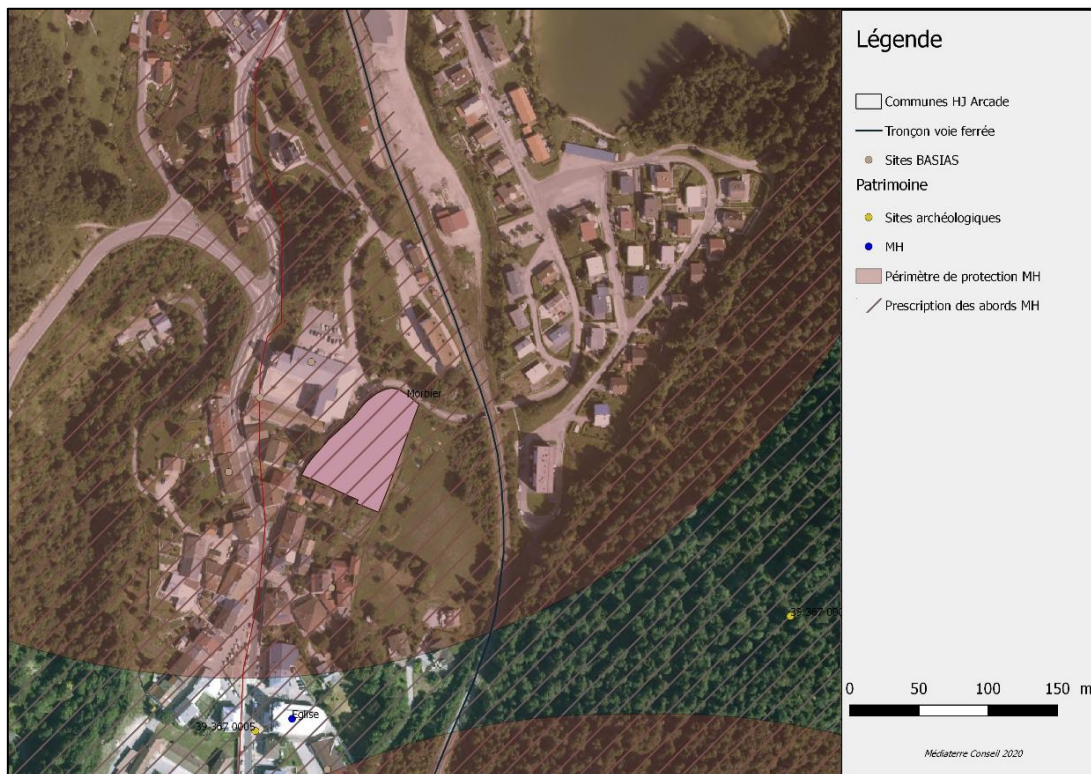 Légende
Communes HJ Arcade
Tronçon voie ferrée
Sites BASIAS
Patrimoine
Sites archéologiques
MH
Périmètre de protection MH
Prescription des abords MH
Morbier
Eglise
39 367 0005
0 50 100 150 m
Médiaterre Conseil 2020